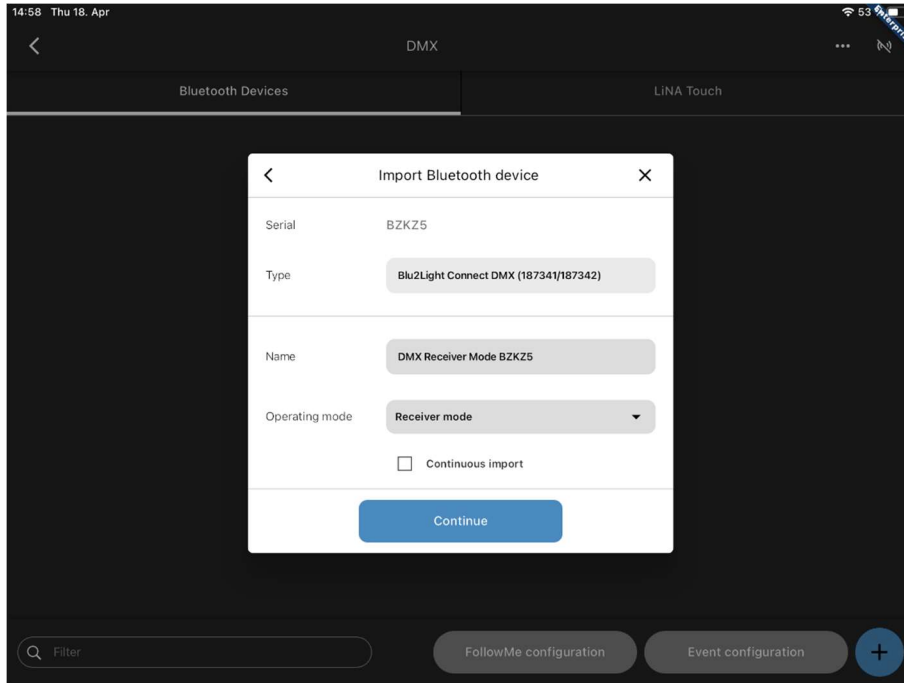 14:58 Thu 18. Apr
53
DMX
Bluetooth Devices
LiNA Touch
Import Bluetooth device
Serial
BZKZ5
Type
Blu2Light Connect DMX (187341/187342)
Name
DMX Receiver Mode BZKZ5
Operating mode
Receiver mode
Continuous import
Continue
Filter
FollowMe configuration
Event configuration